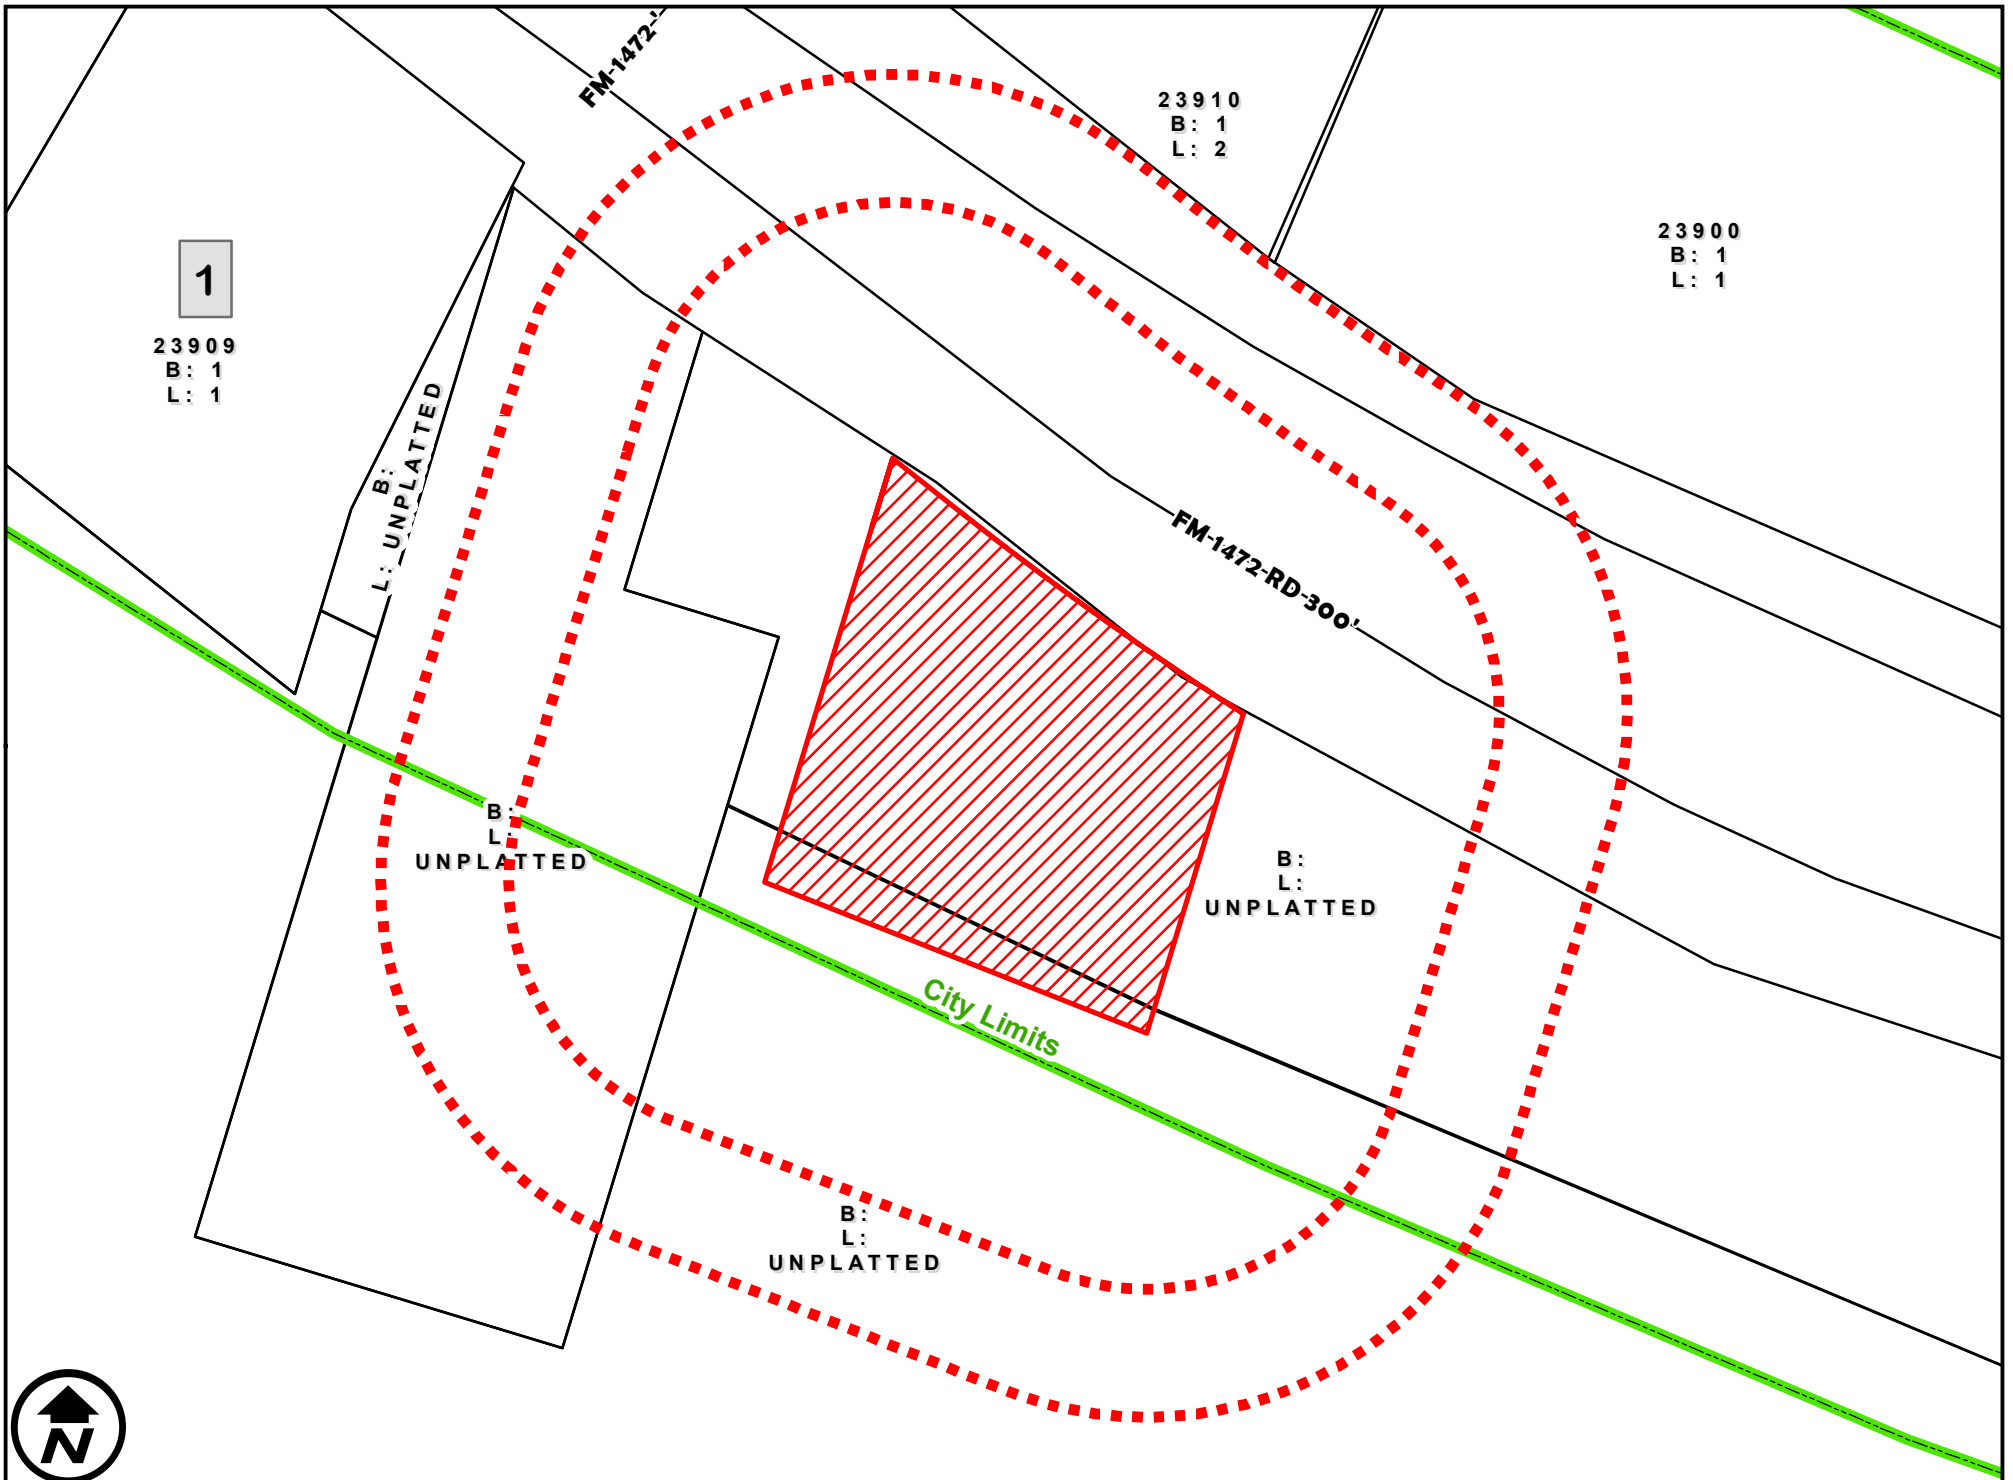 FM-1472-'
23910
B: 1
L: 2
23900
B: 1
L: 1
1
23909
B: 1
L: 1
B:
L: UNPLATTED
FM-1472-RD-300'
B:
L:
UNPLATTED
B:
L:
UNPLATTED
City Limits
B:
L:
UNPLATTED
N